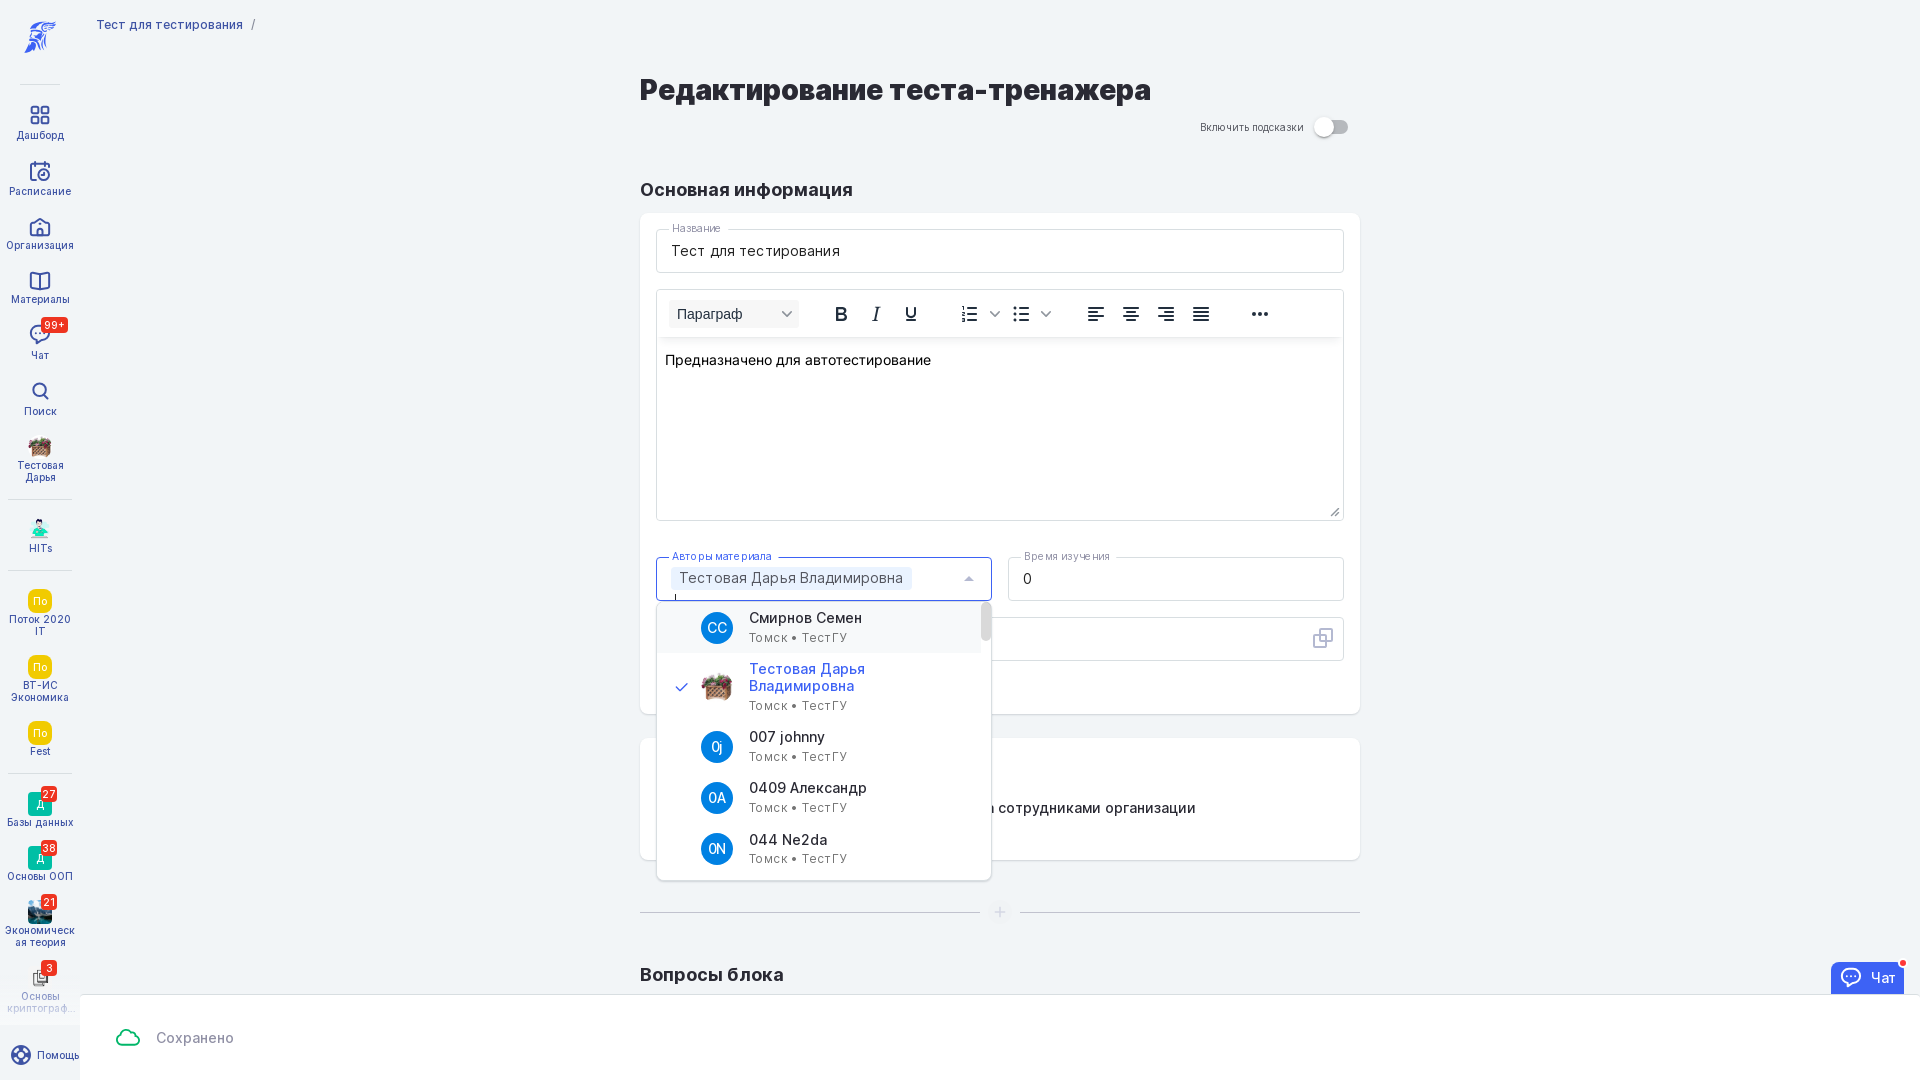 Тест для тестирования /
Редактирование теста-тренажера
Включить подсказки
Дашборд
Расписание
Организация
Материалы
99+
Чат
Поиск
Тестовая
Дарья
HITs
По
Поток 2020
IT
По
ВТ-ИС
Экономика
По
Fest
27
Д
Базы данных
38
Д
Основы ООП
21
Экономическ
ая теория
3
Основы
криптограф...
Помощь
Основная информация
Название
Тест для тестирования
Параграф
Предназначено для автотестирование
Авторы материала
Тестовая Дарья Владимировна
Время изучения
0
СС
Смирнов Семен
Томск • ТестГУ
Тестовая Дарья
Владимировна
Томск • ТестГУ
0j
007 johnny
Томск • ТестГУ
0А
0409 Александр
Томск • ТестГУ
0N
044 Ne2da
Томск • ТестГУ
сотрудниками организации
Вопросы блока
Чат
Сохранено